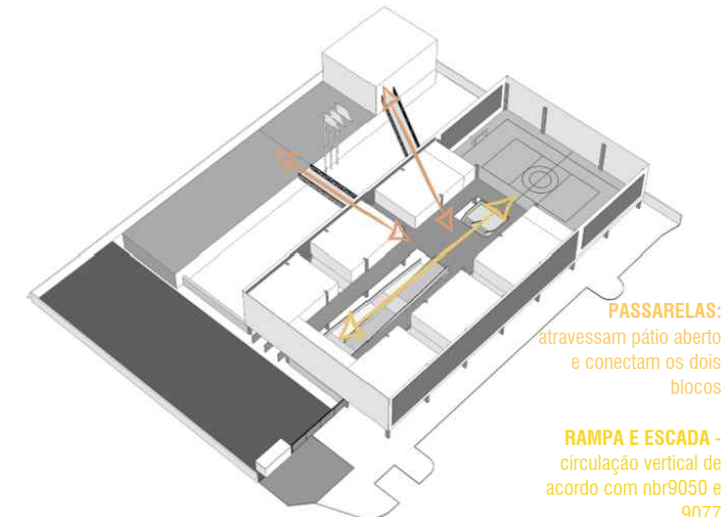 PASSARELAS:
atravessam pátio aberto
e conectam os dois
blocos
RAMPA E ESCADA -
circulação vertical de
acordo com nbr9050 e
9077